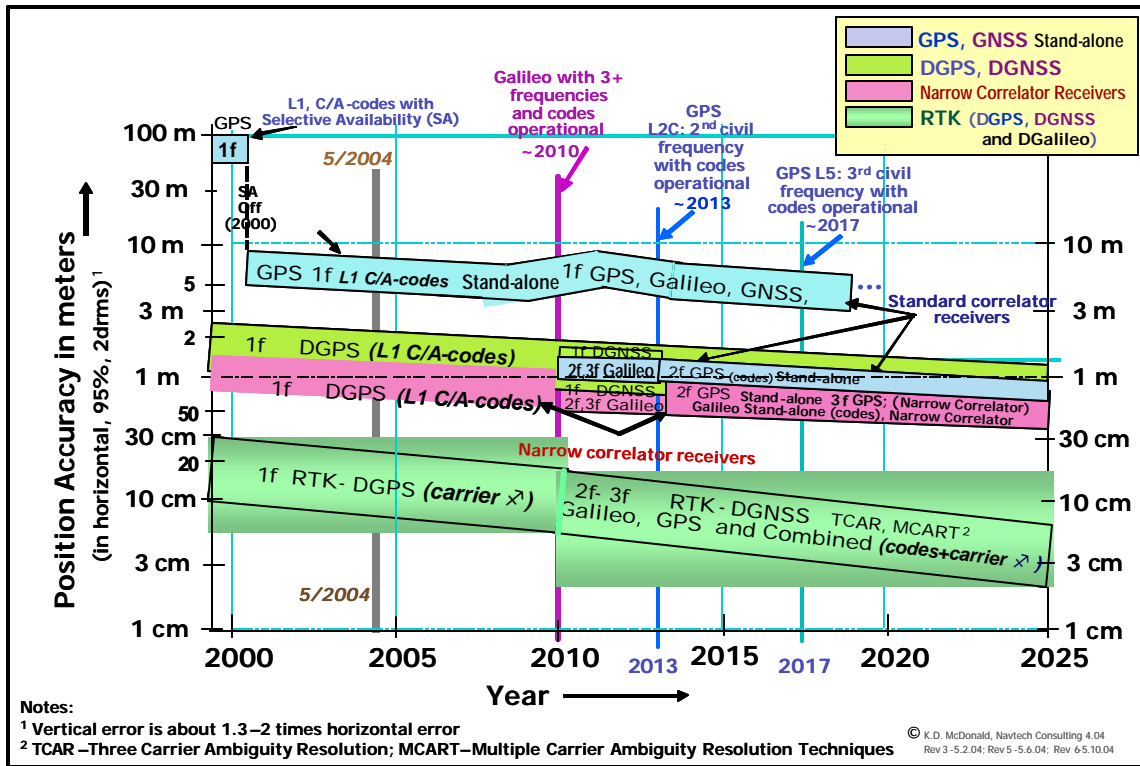 GPS, GNSS Stand-alone
DGPS, DGNSS
Narrow Correlator Receivers
RTK (DGPS, DGNSS
and DGalileo)
Galileo with 3+
frequencies
and codes
operational
~2010
L1, C/A-codes with
Selective Availability (SA)
GPS
1f
5/2004
GPS
L2C: 2nd civil
frequency
with codes
operational
~2013
GPS L5: 3rd civil
frequency with
codes operational
~2017
SA
Off
(2000)
Position Accuracy in meters
(in horizontal, 95%, 2drms)1
100 m
30 m
10 m
5
3 m
2
1 m
50
30 cm
20
10 cm
3 cm
1 cm
10 m
3 m
1 m
30 cm
10 cm
3 cm
1 cm
GPS 1f L1 C/A-codes Stand-alone
1f GPS, Galileo, GNSS,
Standard correlator
receivers
1f DGPS (L1 C/A-codes)
1f DGNSS
2f,3f Galileo
2f GPS (codes) Stand-alone
1f DGPS (L1 C/A-codes)
1f DGNSS
2f,3f Galileo
2f GPS Stand-alone 3f GPS; (Narrow Correlator)
Galileo Stand-alone (codes), Narrow Correlator
Narrow correlator receivers
1f RTK- DGPS (carrier ♐)
2f- 3f RTK - DGNSS TCAR, MCART2
Galileo, GPS and Combined (codes+carrier ♐)
5/2004
2000
2005
2010
2013
2015
2017
2020
2025
Year
Notes:
1 Vertical error is about 1.3–2 times horizontal error
2 TCAR –Three Carrier Ambiguity Resolution; MCART–Multiple Carrier Ambiguity Resolution Techniques
© K.D. McDonald, Navtech Consulting 4.04
Rev 3 -5.2.04; Rev 5 -5.6.04; Rev 6-5.10.04